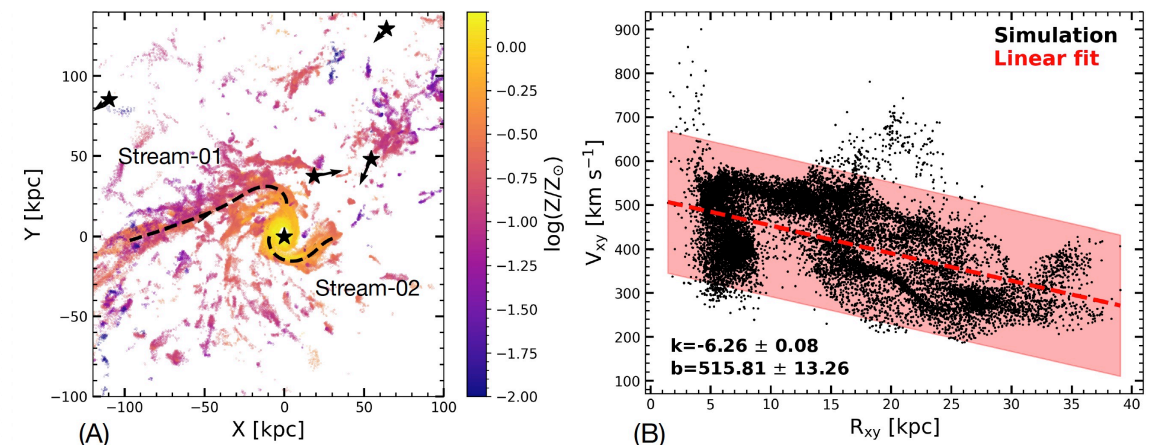 Stream-01
Stream-02
Y [kpc]
100
50
0
−50
−100
−100
−50
0
50
100
X [kpc]
(A)
0.00
−0.25
−0.50
−0.75
−1.00
−1.25
−1.50
−1.75
−2.00
log(Z/Z⊙)
Simulation
Linear fit
k=-6.26 ± 0.08
b=515.81 ± 13.26
Vxy [km s⁻¹]
900
800
700
600
500
400
300
200
100
0
5
10
15
20
25
30
35
40
Rxy [kpc]
(B)